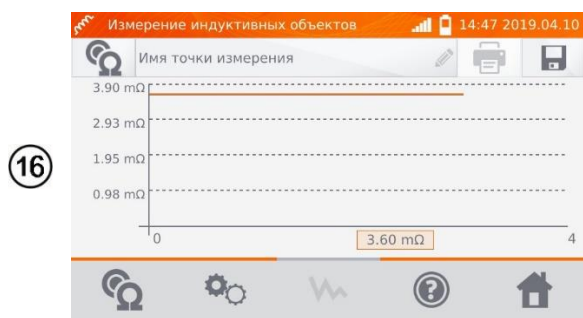 Измерение индуктивных объектов 14:47 2019.04.10
Имя точки измерения
3.90 mΩ
2.93 mΩ
1.95 mΩ
0.98 mΩ
0 3.60 mΩ 4
16